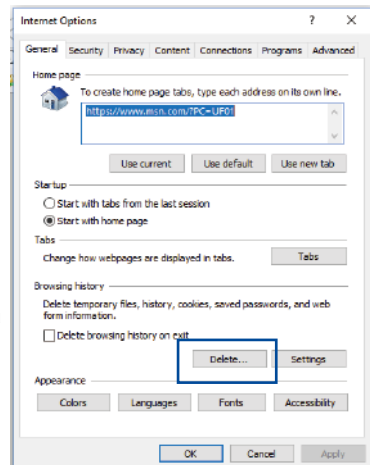 Internet Options ? ×
General Security Privacy Content Connections Programs Advanced
Home page
To create home page tabs, type each address on its own line.
https://www.msn.com/?PC=UF01
Use current Use default Use new tab
Startup
Start with tabs from the last session
Start with home page
Tabs
Change how webpages are displayed in tabs. Tabs
Browsing history
Delete temporary files, history, cookies, saved passwords, and web
form information.
Delete browsing history on exit
Delete... Settings
Appearance
Colors Languages Fonts Accessibility
OK Cancel Apply